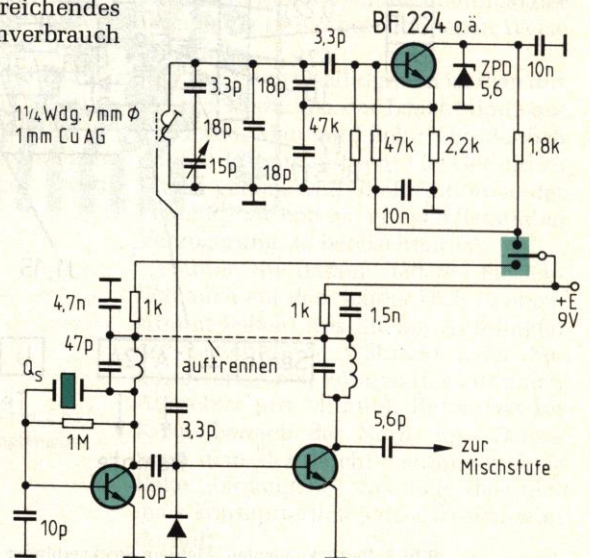 reichendes
nverbrauch
BF 224 o.ä.
3,3p
ZPD
5,6
10n
1¼ Wdg. 7mm Ø
1mm Cu AG
3,3p
18p
18p
15p
18p
47k
47k
2,2k
1,8k
10n
+E
9V
4,7n
1k
1k
1,5n
47p
auftrennen
Qs
1M
3,3p
5,6p
zur
Mischstufe
10p
10p